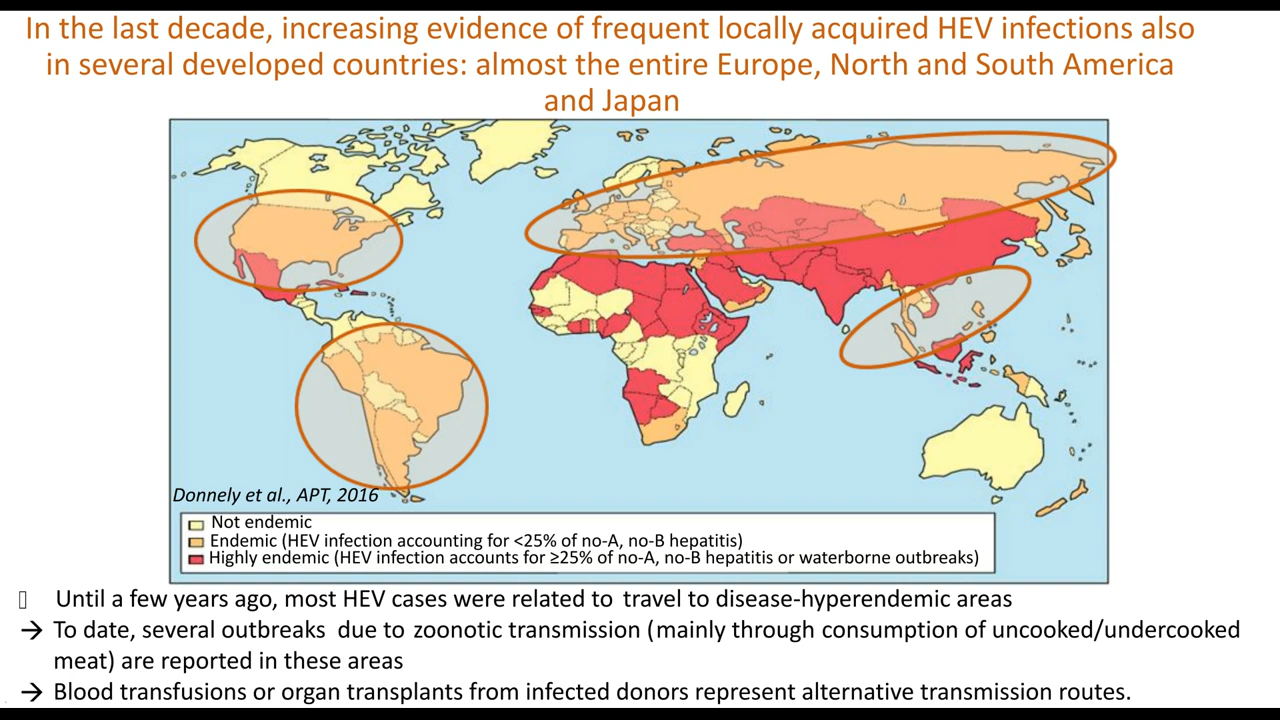 In the last decade, increasing evidence of frequent locally acquired HEV infections also
in several developed countries: almost the entire Europe, North and South America
and Japan
Donnely et al., APT, 2016
Not endemic
Endemic (HEV infection accounting for <25% of no-A, no-B hepatitis)
Highly endemic (HEV infection accounts for ≥25% of no-A, no-B hepatitis or waterborne outbreaks)
Until a few years ago, most HEV cases were related to travel to disease-hyperendemic areas
→ To date, several outbreaks due to zoonotic transmission (mainly through consumption of uncooked/undercooked
meat) are reported in these areas
→ Blood transfusions or organ transplants from infected donors represent alternative transmission routes.